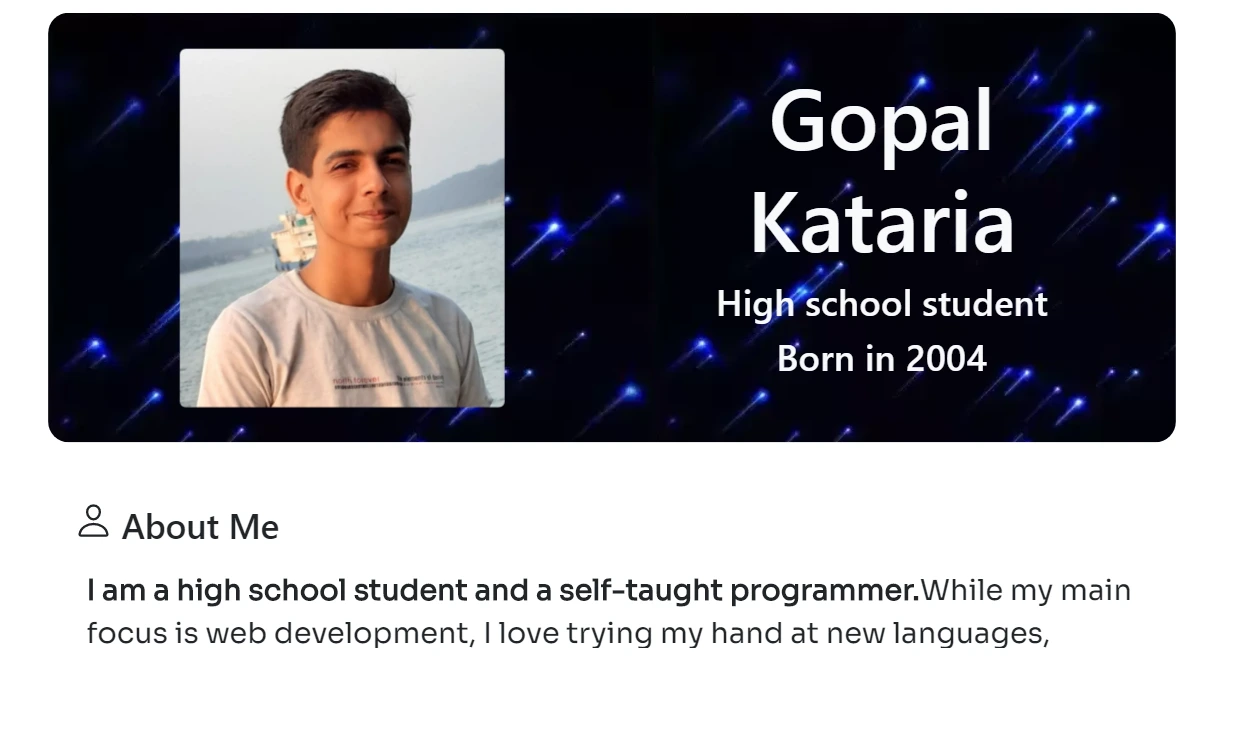 Gopal
Kataria
High school student
Born in 2004
About Me
I am a high school student and a self-taught programmer.While my main
focus is web development, I love trying my hand at new languages,